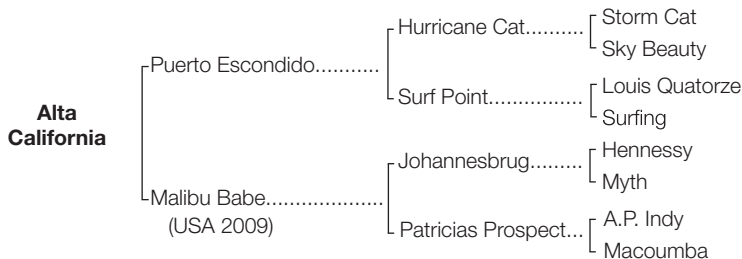 Storm Cat
Hurricane Cat..........
Sky Beauty
Puerto Escondido...........
Louis Quatorze
Surf Point................
Surfing
Alta
California
Hennessy
Johannesbrug.........
Myth
Malibu Babe....................
(USA 2009)
A.P. Indy
Patricias Prospect...
Macoumba